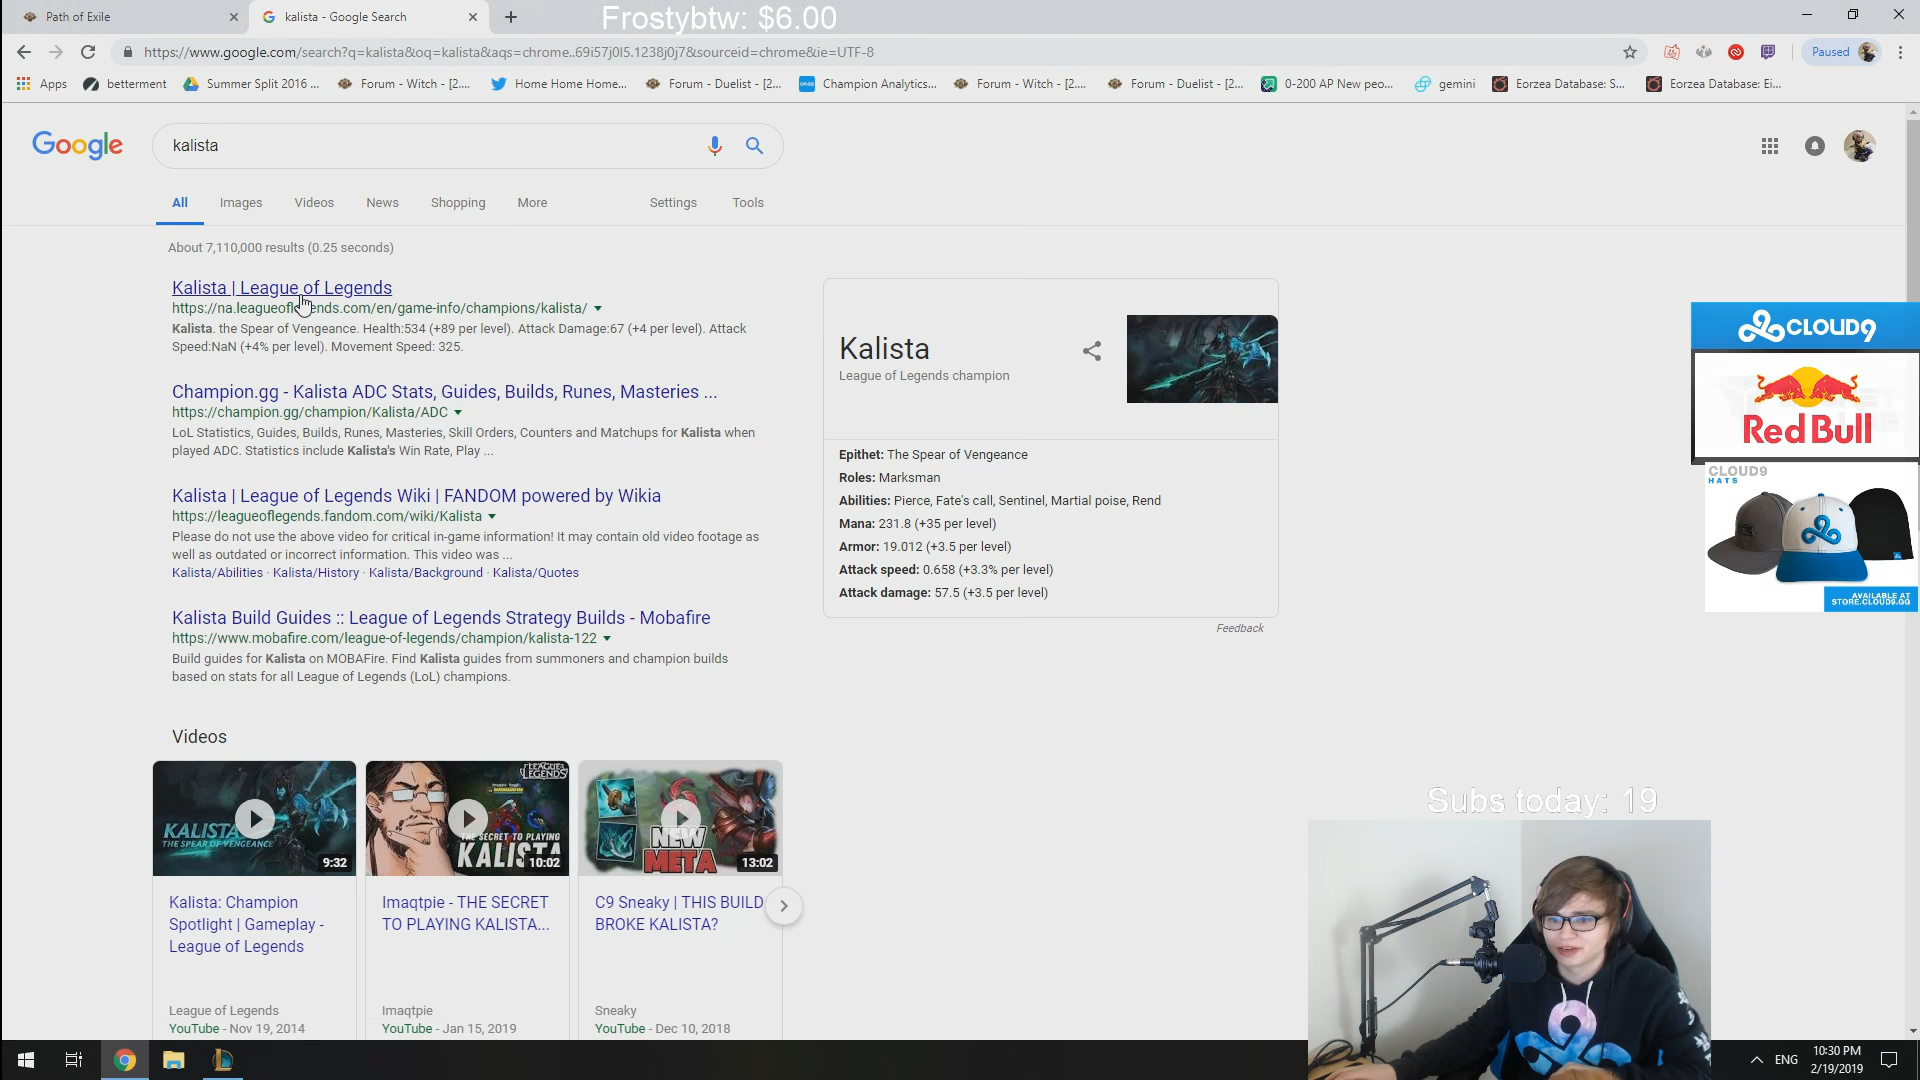 Path of Exile
kalista - Google Search
Frostybtw: $6.00
https://www.google.com/search?q=kalista&oq=kalista&aqs=chrome..69i57j0l5.1238j0j7&sourceid=chrome&ie=UTF-8
Paused
Apps
betterment
Summer Split 2016 ...
Forum - Witch - [2....
Home Home Home...
Forum - Duelist - [2...
Champion Analytics...
Forum - Witch - [2....
Forum - Duelist - [2...
0-200 AP New peo...
gemini
Eorzea Database: S...
Eorzea Database: Ei...
Google
kalista
All
Images
Videos
News
Shopping
More
Settings
Tools
About 7,110,000 results (0.25 seconds)
Kalista | League of Legends
https://na.leagueoflegends.com/en/game-info/champions/kalista/
Kalista. the Spear of Vengeance. Health:534 (+89 per level). Attack Damage:67 (+4 per level). Attack
Speed:NaN (+4% per level). Movement Speed: 325.
Champion.gg - Kalista ADC Stats, Guides, Builds, Runes, Masteries ...
https://champion.gg/champion/Kalista/ADC
LoL Statistics, Guides, Builds, Runes, Masteries, Skill Orders, Counters and Matchups for Kalista when
played ADC. Statistics include Kalista's Win Rate, Play ...
Kalista | League of Legends Wiki | FANDOM powered by Wikia
https://leagueoflegends.fandom.com/wiki/Kalista
Please do not use the above video for critical in-game information! It may contain old video footage as
well as outdated or incorrect information. This video was ...
Kalista/Abilities · Kalista/History · Kalista/Background · Kalista/Quotes
Kalista Build Guides :: League of Legends Strategy Builds - Mobafire
https://www.mobafire.com/league-of-legends/champion/kalista-122
Build guides for Kalista on MOBAFire. Find Kalista guides from summoners and champion builds
based on stats for all League of Legends (LoL) champions.
Kalista
League of Legends champion
Epithet: The Spear of Vengeance
Roles: Marksman
Abilities: Pierce, Fate's call, Sentinel, Martial poise, Rend
Mana: 231.8 (+35 per level)
Armor: 19.012 (+3.5 per level)
Attack speed: 0.658 (+3.3% per level)
Attack damage: 57.5 (+3.5 per level)
Feedback
CLOUD9
Red Bull
CLOUD9
HATS
AVAILABLE AT
STORE.CLOUD9.GG
Videos
KALISTA
THE SPEAR OF VENGEANCE
9:32
LEAGUE OF
LEGENDS
THE SECRET TO PLAYING
KALISTA
10:02
NEW
META
13:02
Kalista: Champion
Spotlight | Gameplay -
League of Legends
League of Legends
YouTube - Nov 19, 2014
Imaqtpie - THE SECRET
TO PLAYING KALISTA...
Imaqtpie
YouTube - Jan 15, 2019
C9 Sneaky | THIS BUILD
BROKE KALISTA?
Sneaky
YouTube - Dec 10, 2018
Subs today: 19
ENG
10:30 PM
2/19/2019